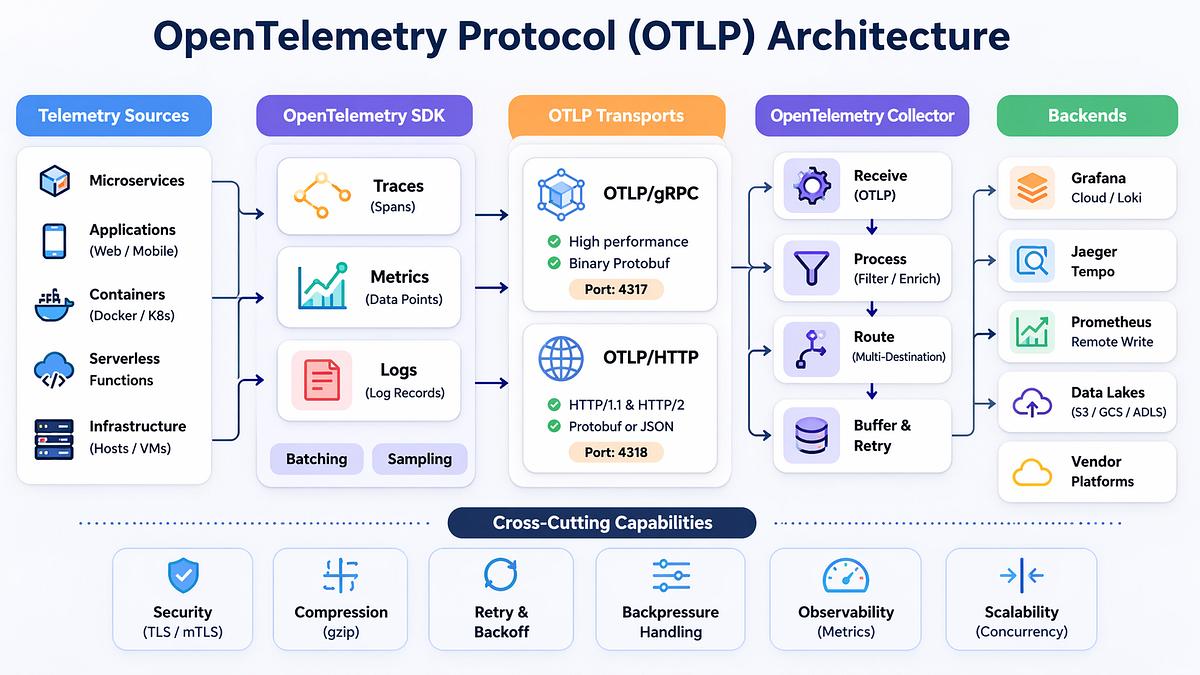 OpenTelemetry Protocol (OTLP) Architecture
Telemetry Sources
Microservices
Applications
(Web / Mobile)
Containers
(Docker / K8s)
Serverless
Functions
Infrastructure
(Hosts / VMs)
OpenTelemetry SDK
Traces
(Spans)
Metrics
(Data Points)
Logs
(Log Records)
Batching
Sampling
OTLP Transports
OTLP/gRPC
High performance
Binary Protobuf
Port: 4317
OTLP/HTTP
HTTP/1.1 & HTTP/2
Protobuf or JSON
Port: 4318
OpenTelemetry Collector
Receive
(OTLP)
Process
(Filter / Enrich)
Route
(Multi-Destination)
Buffer &
Retry
Backends
Grafana
Cloud / Loki
Jaeger
Tempo
Prometheus
Remote Write
Data Lakes
(S3 / GCS / ADLS)
Vendor
Platforms
Cross-Cutting Capabilities
Security
(TLS / mTLS)
Compression
(gzip)
Retry &
Backoff
Backpressure
Handling
Observability
(Metrics)
Scalability
(Concurrency)